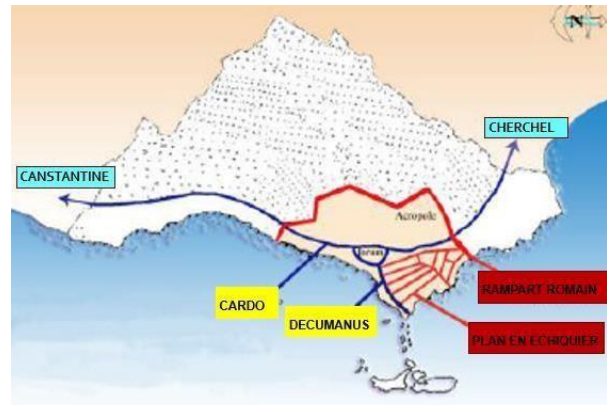 N
CHERCHEL
CANSTANTINE
Acropole
forum
CARDO
RAMPART ROMAIN
DECUMANUS
PLAN EN ECHIQUIER